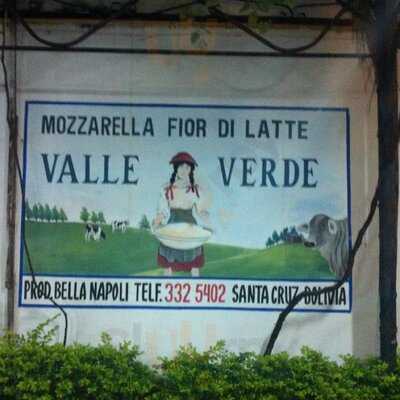 MOZZARELLA FIOR DI LATTE
VALLE VERDE
PROD. BELLA NAPOLI TELF. 332 5402 SANTA CRUZ-BOLIVIA